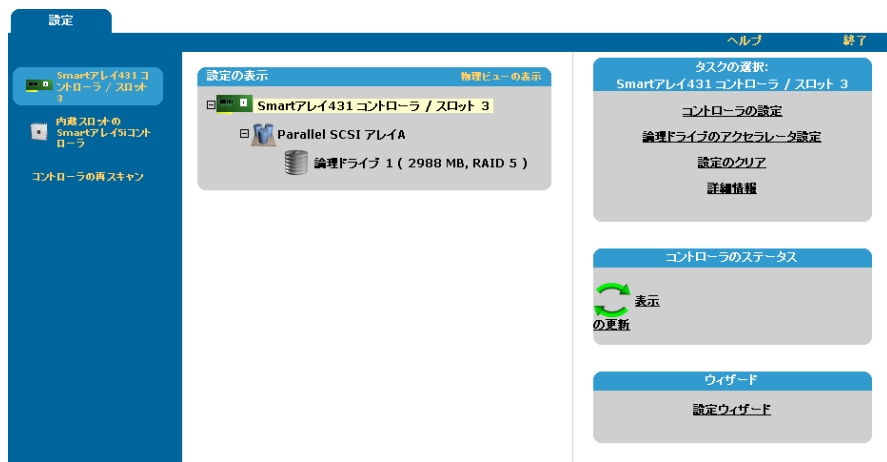 設定
ヘルプ
終了
Smartアレイ431 コ
ントローラ / スロット
3
内蔵スロットの
Smartアレイ5iコント
ローラ
コントローラの再スキャン
設定の表示
物理ビューの表示
Smartアレイ431 コントローラ / スロット 3
Parallel SCSI アレイA
論理ドライブ 1 ( 2988 MB, RAID 5 )
タスクの選択:
Smartアレイ431 コントローラ / スロット 3
コントローラの設定
論理ドライブのアクセラレータ設定
設定のクリア
詳細情報
コントローラのステータス
表示
の更新
ウィザード
設定ウィザード